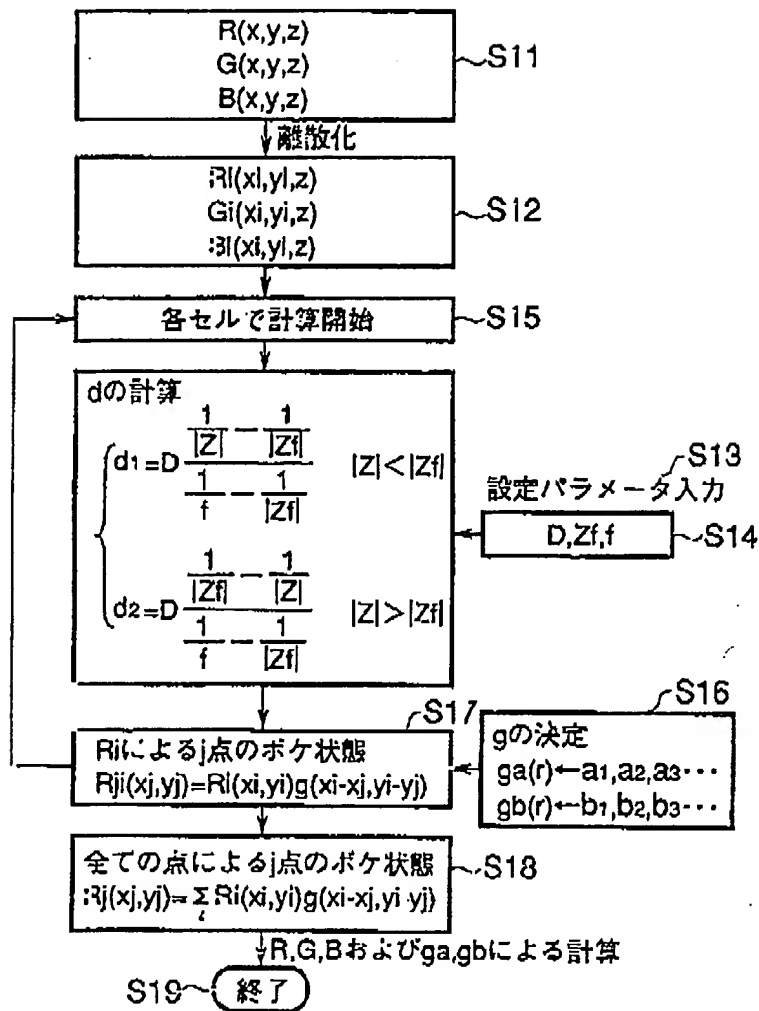 R(x,y,z)
G(x,y,z)
B(x,y,z)
S11
離散化
Ri(xi,yi,z)
Gi(xi,yi,z)
Bi(xi,yi,z)
S12
各セルで計算開始
S15
dの計算
d1=D (1/|Z| − 1/|Zf|) / (1/f − 1/|Zf|) |Z|<|Zf|
d2=D (1/|Zf| − 1/|Z|) / (1/f − 1/|Zf|) |Z|>|Zf|
S13
設定パラメータ入力
D,Zf,f
S14
S17
Riによるj点のボケ状態
Rji(xj,yj)=Ri(xi,yi)g(xi-xj,yi-yj)
S16
gの決定
ga(r)←a1,a2,a3···
gb(r)←b1,b2,b3···
全ての点によるj点のボケ状態
Rj(xj,yj)=Σi Ri(xi,yi)g(xi-xj,yi-yj)
S18
R,G,Bおよびga,gbによる計算
S19
終了